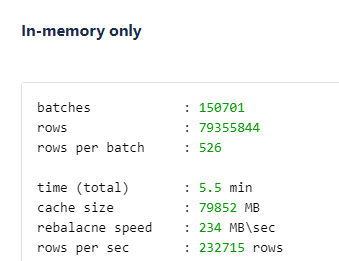 In-memory only
batches : 150701
rows : 79355844
rows per batch : 526
time (total) : 5.5 min
cache size : 79852 MB
rebalacne speed : 234 MB\sec
rows per sec : 232715 rows